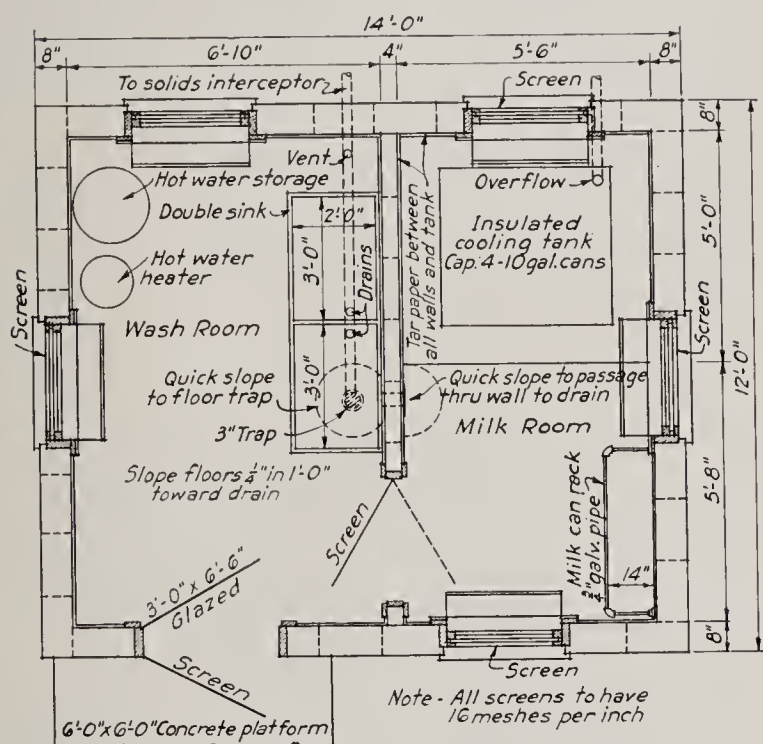 14'-0"
8"
6'-10"
4"
5'-6"
8"
To solids interceptor
Screen
8"
Vent
Hot water storage
Double sink
2'-0"
Overflow
Insulated
cooling tank
Cap. 4-10 gal. cans
5'-0"
3'-0"
Drains
Tar paper between
all walls and tank
Hot water
heater
Screen
Wash Room
Screen
12'-0"
Quick slope
to floor trap
3'-0"
Quick slope to passage
thru wall to drain
3" Trap
Milk Room
Slope floors ¼" in 1'-0"
toward drain
Screen
Milk can rack
¾" galv. pipe
14"
5'-8"
3'-0" x 6'-6"
Glazed
Screen
8"
Screen
Note - All screens to have
16 meshes per inch
6'-0" x 6'-0" Concrete platform